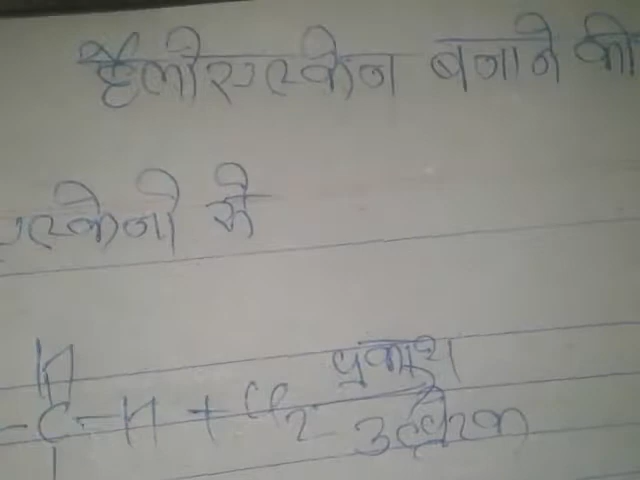 हैलोएल्केन बनाने की
एल्केनो से
H
-C-H + Cl2 प्रकाश
उत्प्रेरक